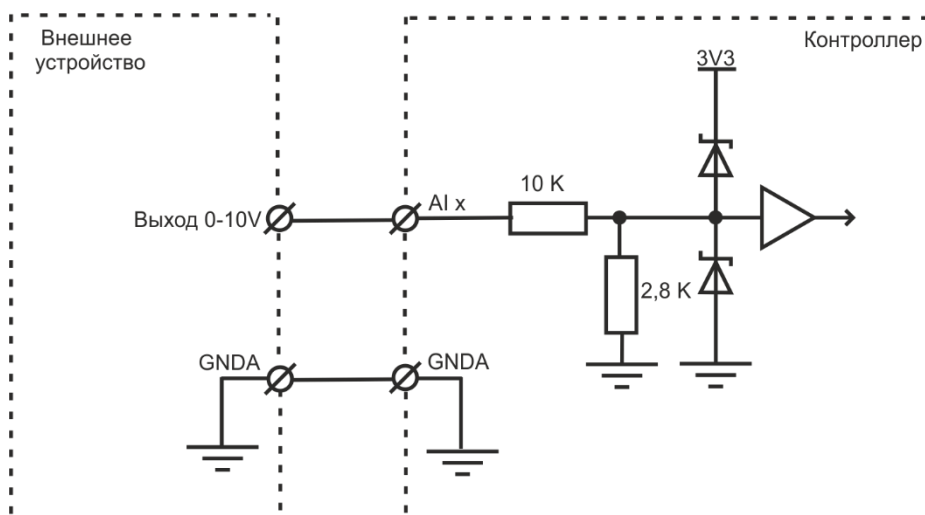 Внешнее
устройство
Контроллер
3V3
10 K
AI x
Выход 0-10V
2,8 K
GNDA
GNDA